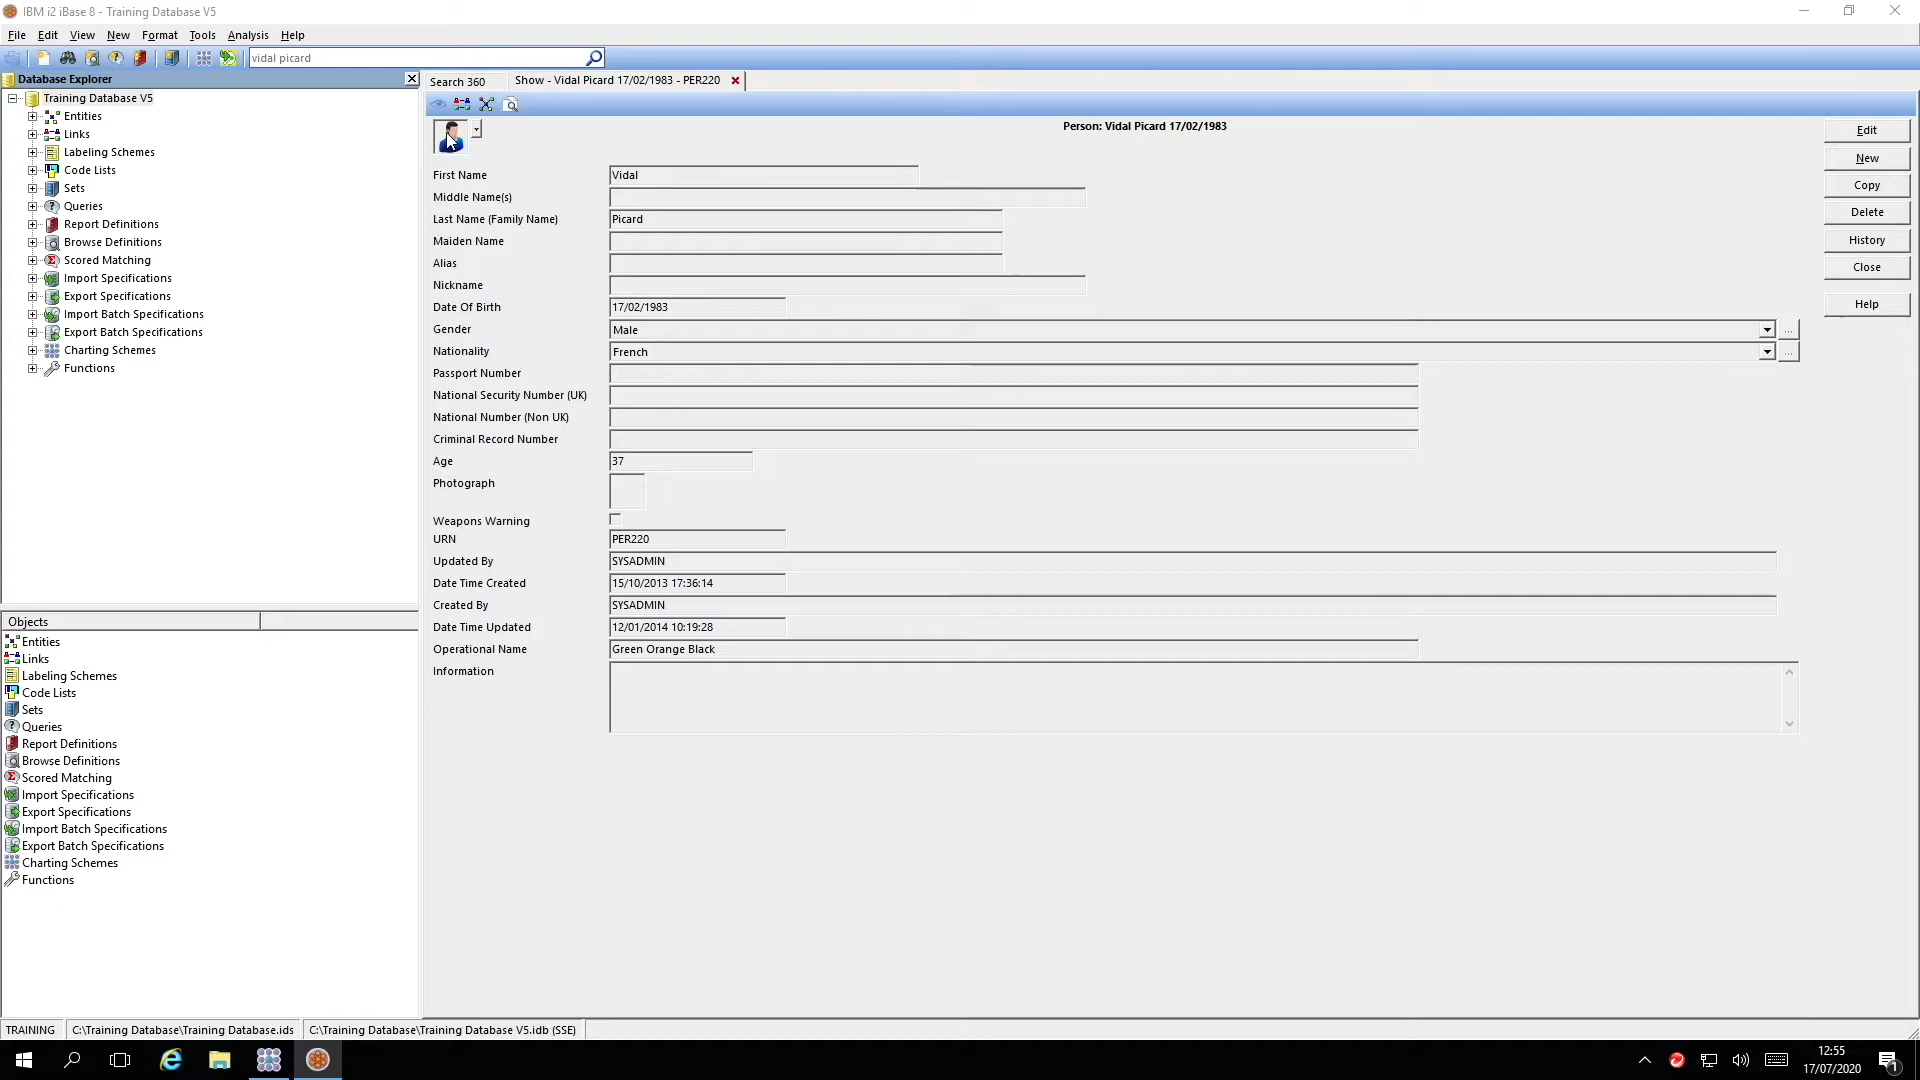 IBM i2 iBase 8 - Training Database V5
File Edit View New Format Tools Analysis Help
vidal picard
Database Explorer
Training Database V5
Entities
Links
Labeling Schemes
Code Lists
Sets
Queries
Report Definitions
Browse Definitions
Scored Matching
Import Specifications
Export Specifications
Import Batch Specifications
Export Batch Specifications
Charting Schemes
Functions
Objects
Entities
Links
Labeling Schemes
Code Lists
Sets
Queries
Report Definitions
Browse Definitions
Scored Matching
Import Specifications
Export Specifications
Import Batch Specifications
Export Batch Specifications
Charting Schemes
Functions
Search 360 Show - Vidal Picard 17/02/1983 - PER220
Person: Vidal Picard 17/02/1983
First Name Vidal
Middle Name(s)
Last Name (Family Name) Picard
Maiden Name
Alias
Nickname
Date Of Birth 17/02/1983
Gender Male ...
Nationality French ...
Passport Number
National Security Number (UK)
National Number (Non UK)
Criminal Record Number
Age 37
Photograph
Weapons Warning
URN PER220
Updated By SYSADMIN
Date Time Created 15/10/2013 17:36:14
Created By SYSADMIN
Date Time Updated 12/01/2014 10:19:28
Operational Name Green Orange Black
Information
Edit
New
Copy
Delete
History
Close
Help
TRAINING C:\Training Database\Training Database.ids C:\Training Database\Training Database V5.idb (SSE)
12:55
17/07/2020
1